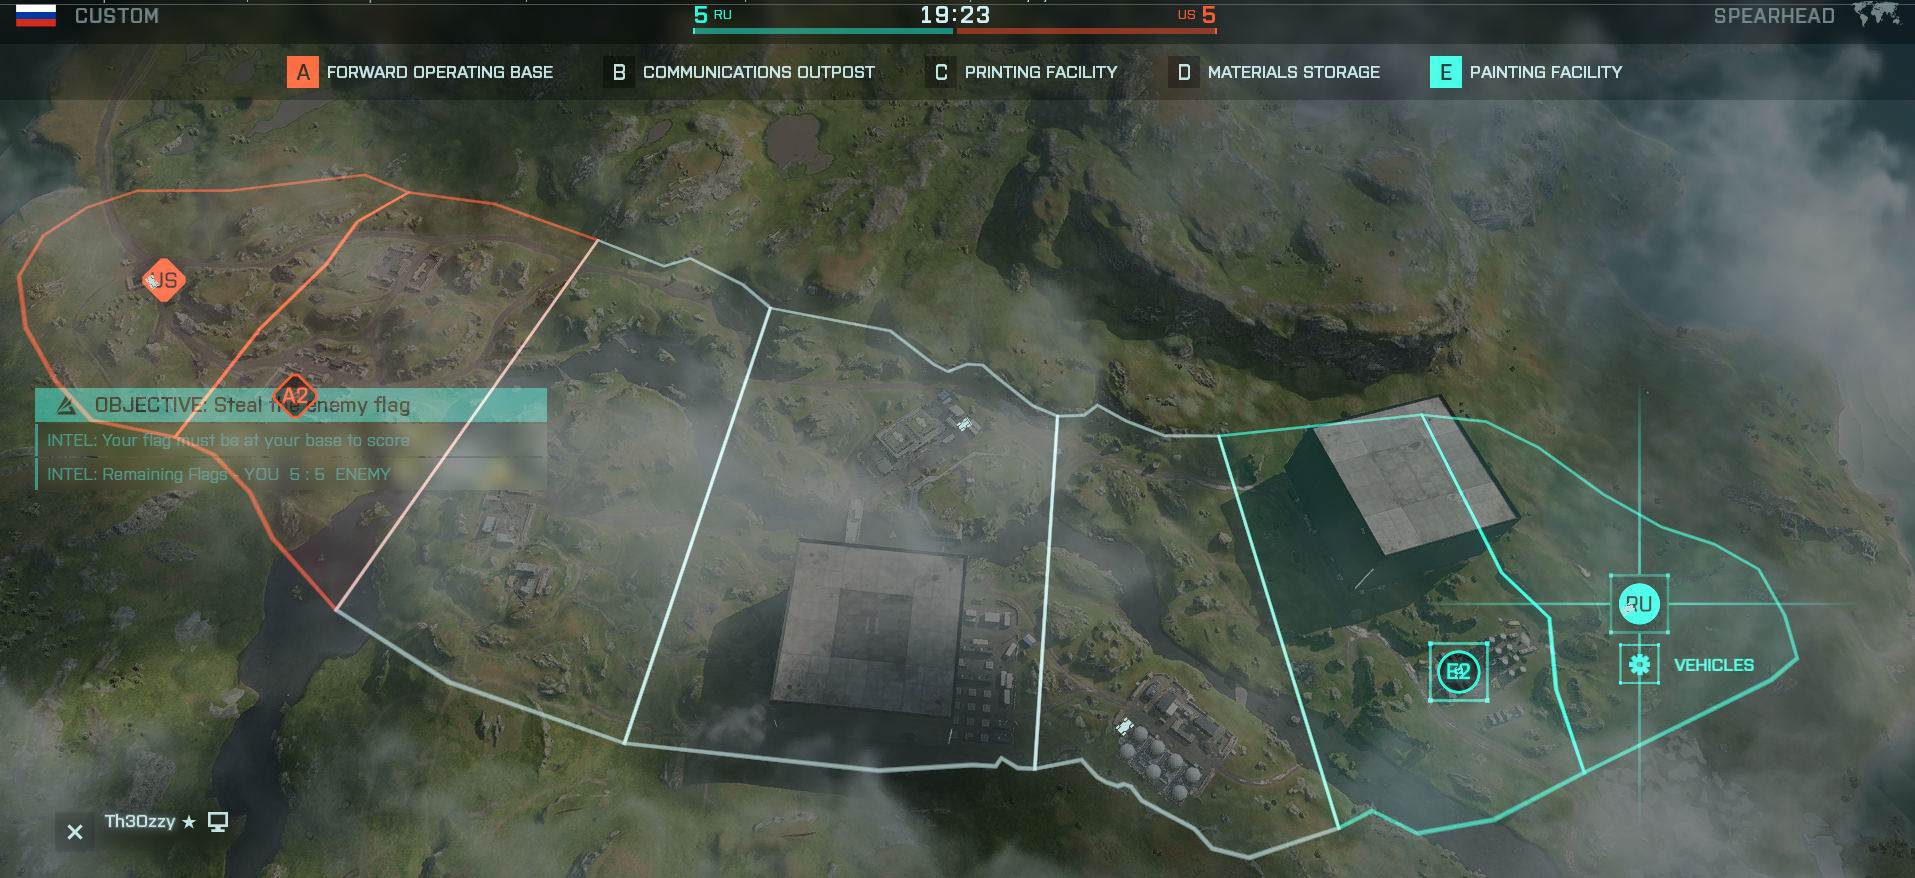 CUSTOM
5 RU
19:23
US 5
SPEARHEAD
A FORWARD OPERATING BASE
B COMMUNICATIONS OUTPOST
C PRINTING FACILITY
D MATERIALS STORAGE
E PAINTING FACILITY
US
A2
OBJECTIVE: Steal the enemy flag
INTEL: Your flag must be at your base to score
INTEL: Remaining Flags - YOU 5 : 5 ENEMY
RU
E2
VEHICLES
Th3Ozzy